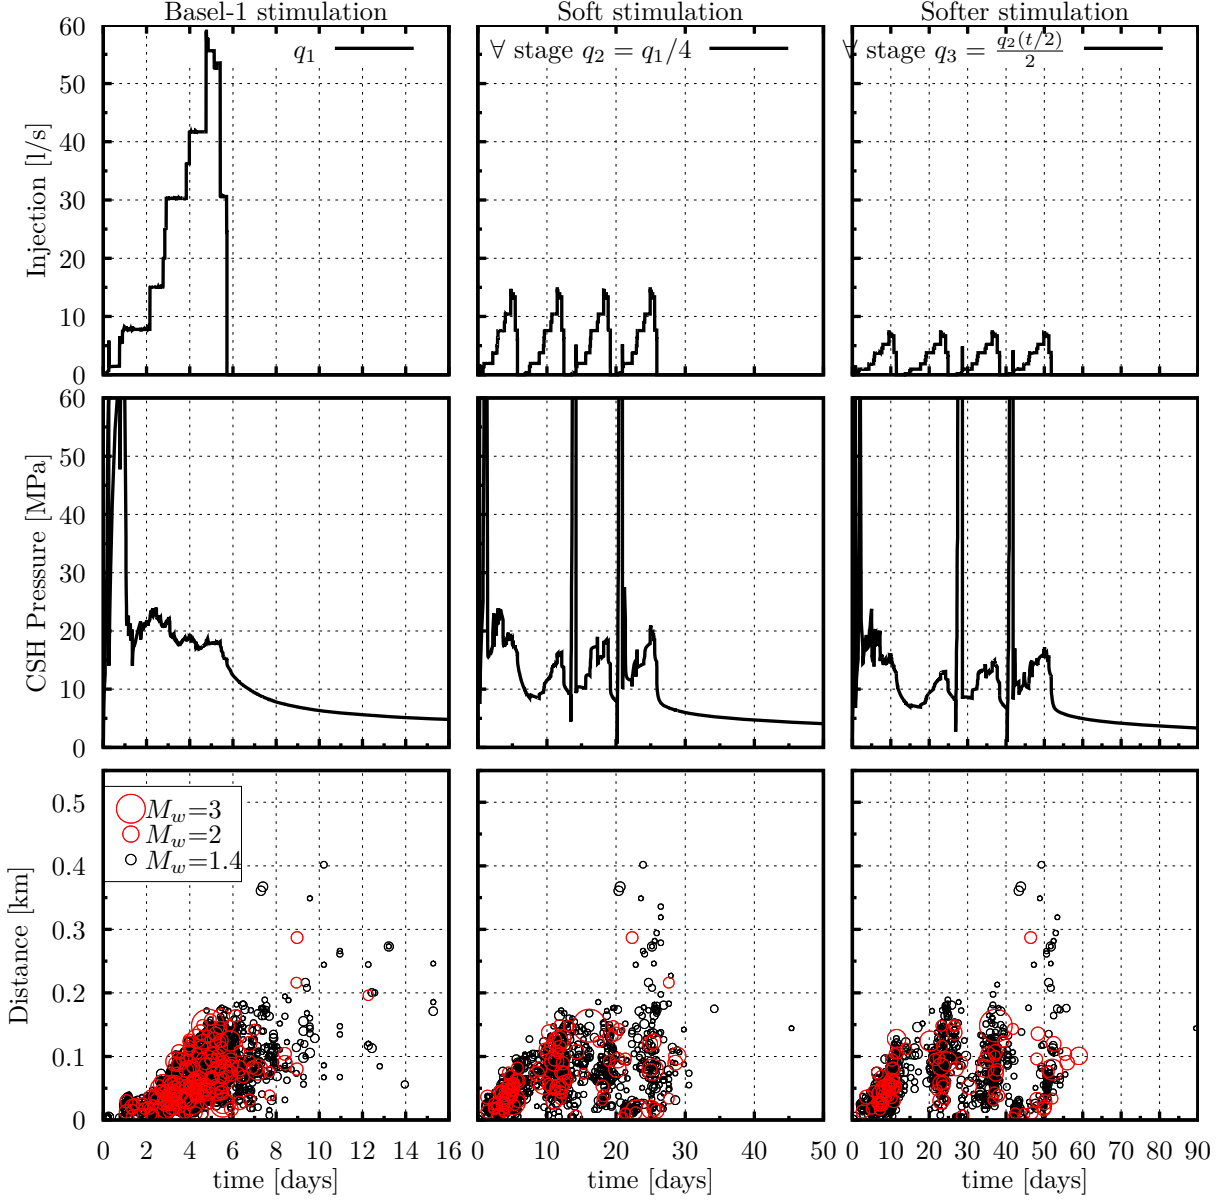 Basel-1 stimulation
Soft stimulation
Softer stimulation
q₁
∀ stage q₂ = q₁/4
∀ stage q₃ = q₂(t/2)/2
Injection [l/s]
60
50
40
30
20
10
0
CSH Pressure [MPa]
60
50
40
30
20
10
0
Distance [km]
0.5
0.4
0.3
0.2
0.1
0
M_w=3
M_w=2
M_w=1.4
0 2 4 6 8 10 12 14 16
time [days]
0 10 20 30 40 50
time [days]
0 10 20 30 40 50 60 70 80 90
time [days]